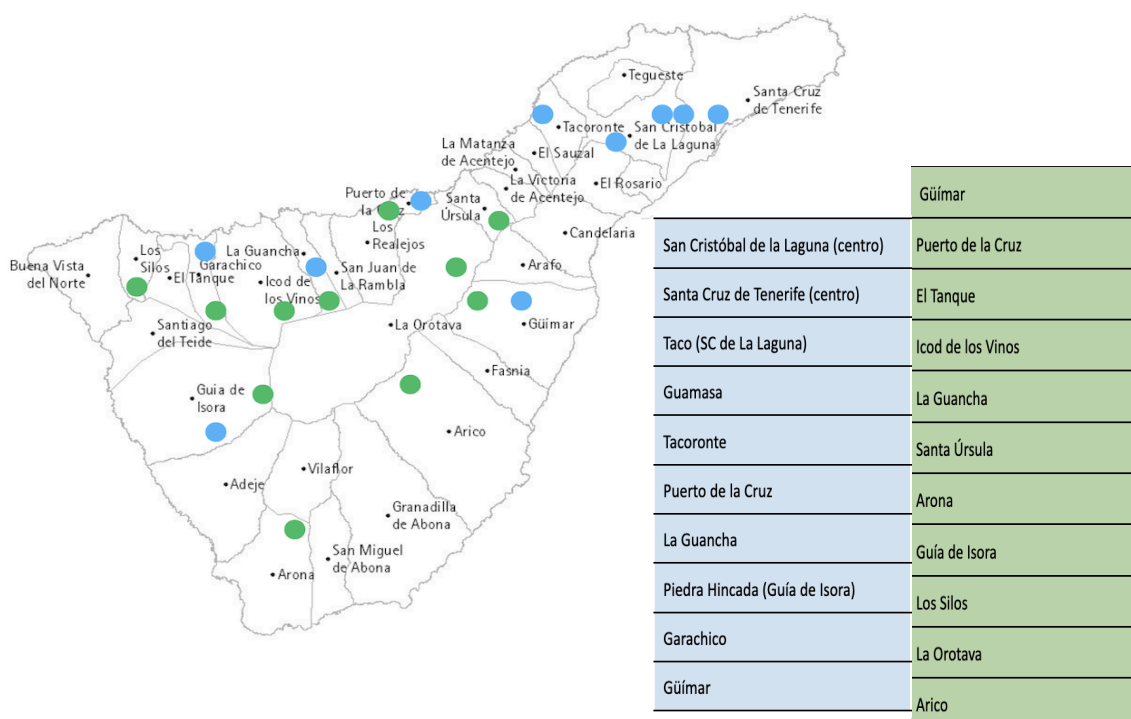 Tegueste
Santa Cruz
de Tenerife
Tacoronte
San Cristobal
de La Laguna
La Matanza
de Acentejo
El Sauzal
La Victoria
de Acentejo
El Rosario
Puerto de
la Cruz
Santa
Úrsula
Los
Realejos
Candelaria
Arafo
Buena Vista
del Norte
Los
Silos
El Tanque
Garachico
La Guancha
Icod de
los Vinos
San Juan de
La Rambla
La Orotava
Güímar
Santiago
del Teide
Fasnia
Guia de
Isora
Arico
Vilaflor
Adeje
Granadilla
de Abona
San Miguel
de Abona
Arona
San Cristóbal de la Laguna (centro)
Santa Cruz de Tenerife (centro)
Taco (SC de La Laguna)
Guamasa
Tacoronte
Puerto de la Cruz
La Guancha
Piedra Hincada (Guía de Isora)
Garachico
Güímar
Güímar
Puerto de la Cruz
El Tanque
Icod de los Vinos
La Guancha
Santa Úrsula
Arona
Guía de Isora
Los Silos
La Orotava
Arico